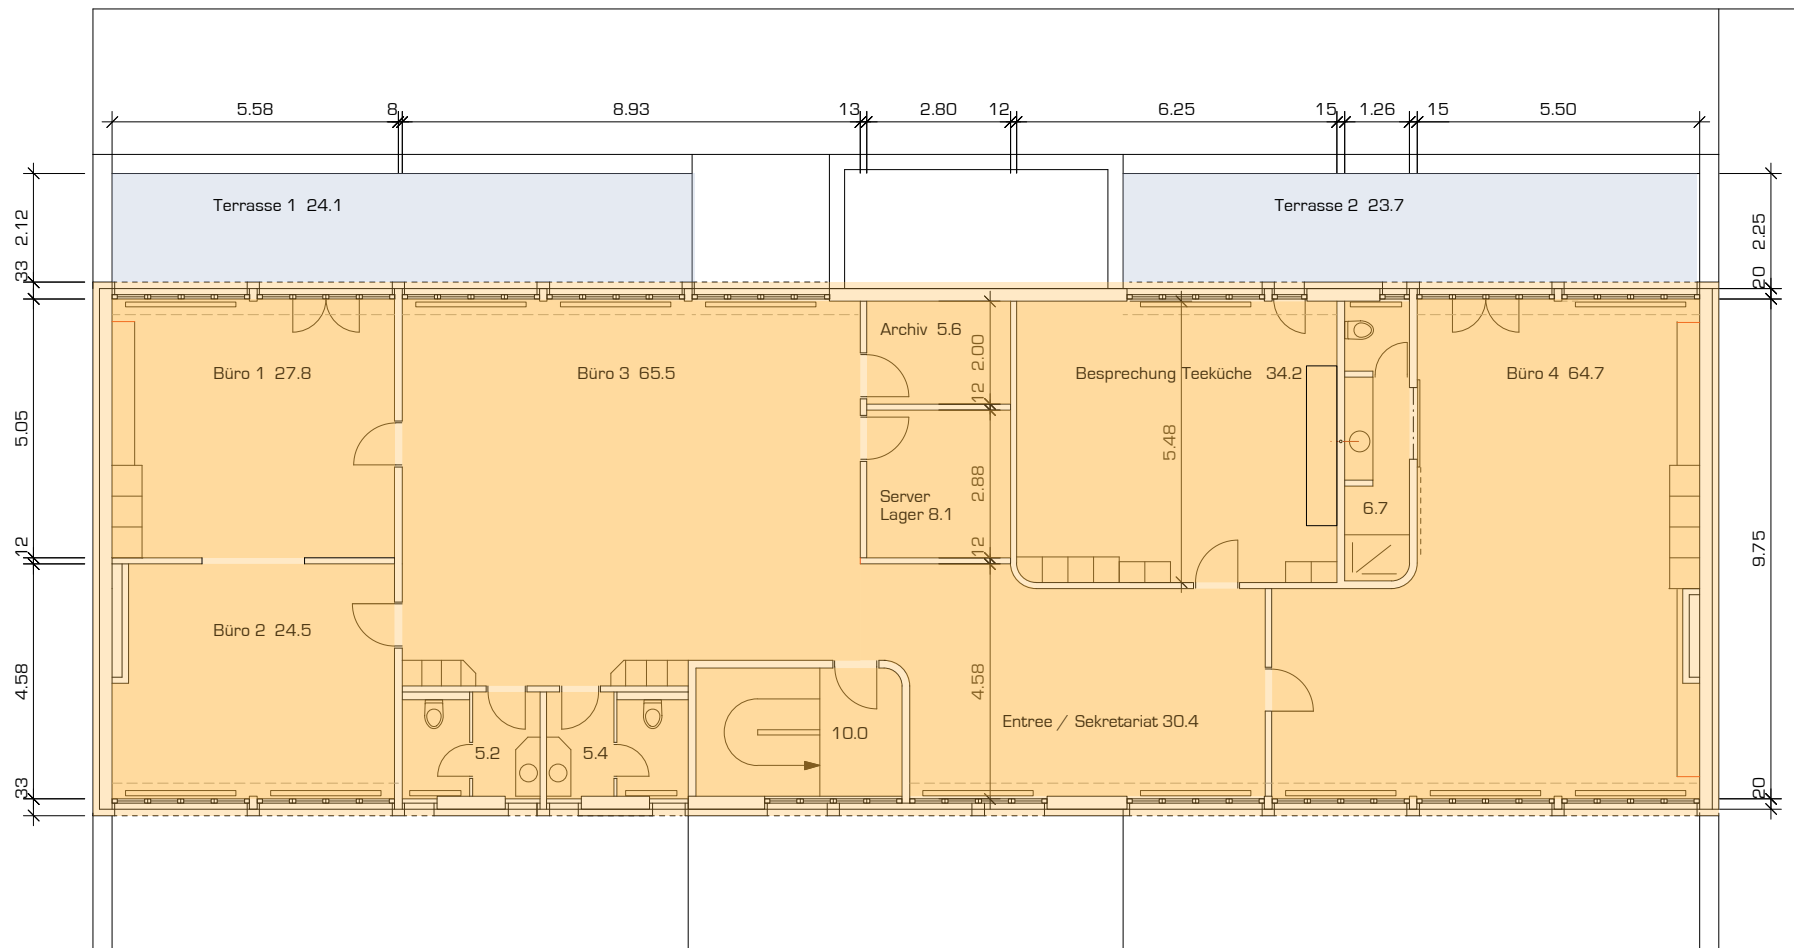 5.58 8 8.93 13 2.80 12 6.25 15 1.26 15 5.50
Terrasse 1 24.1
Terrasse 2 23.7
2.12
33
2.25
20
Archiv 5.6
2.00
12
Büro 1 27.8
Büro 3 65.5
Besprechung Teeküche 34.2
Büro 4 64.7
5.05
5.48
2.88
Server
Lager 8.1
6.7
12
12
9.75
Büro 2 24.5
4.58
4.58
Entree / Sekretariat 30.4
10.0
5.2
5.4
33
20